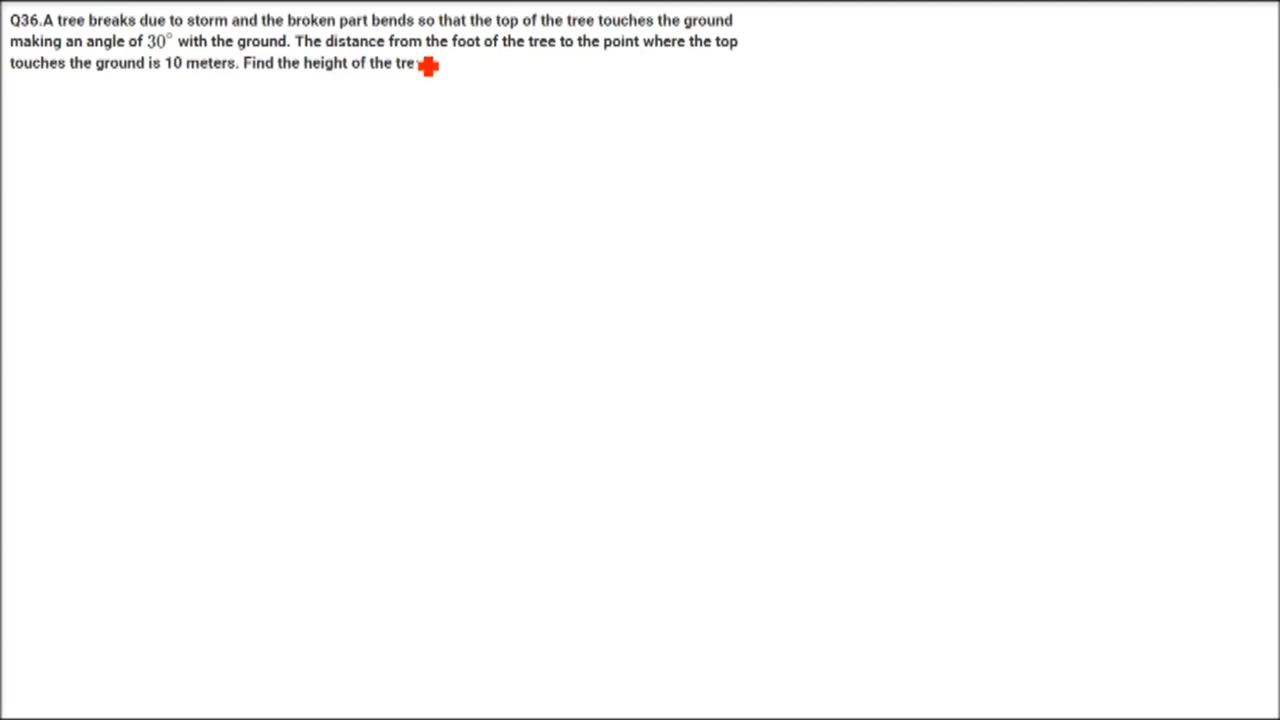 Q36.A tree breaks due to storm and the broken part bends so that the top of the tree touches the ground
making an angle of 30° with the ground. The distance from the foot of the tree to the point where the top
touches the ground is 10 meters. Find the height of the